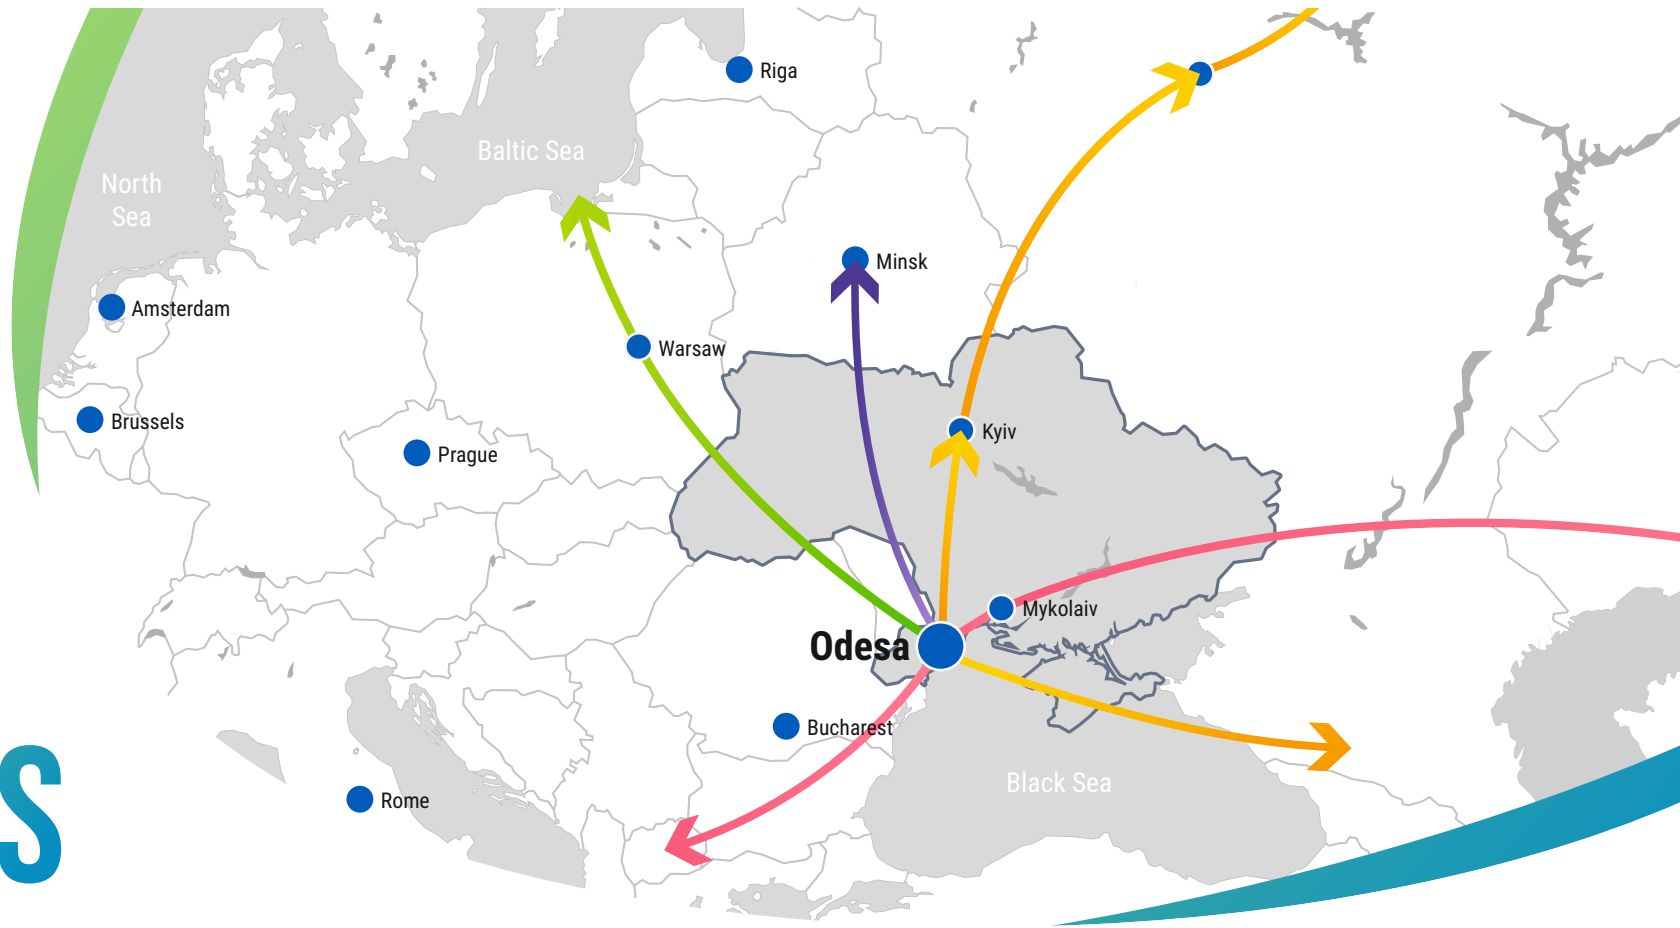 Riga
Baltic Sea
North
Sea
Minsk
Amsterdam
Warsaw
Brussels
Kyiv
Prague
Mykolaiv
Odesa
Bucharest
Black Sea
Rome
S